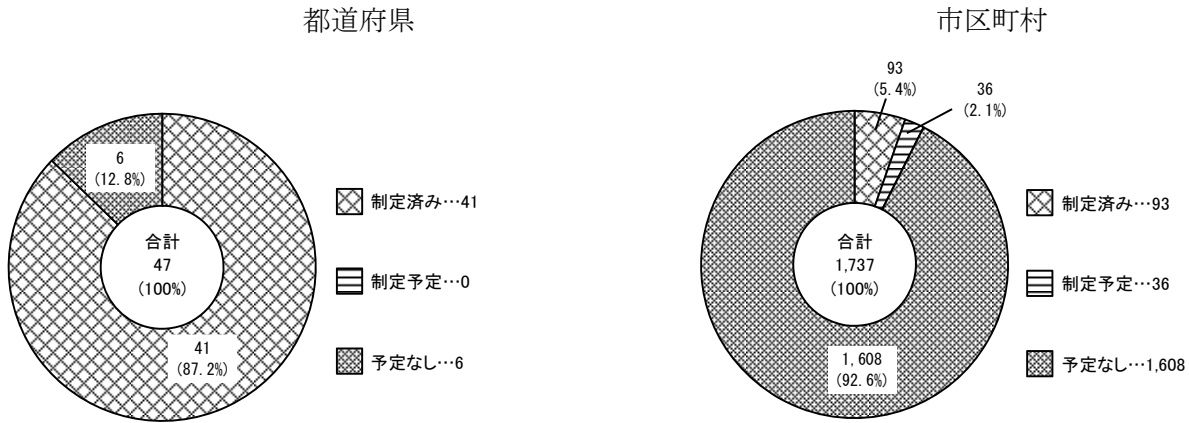 都道府県
6
(12.8%)
合計
47
(100%)
41
(87.2%)
制定済み…41
制定予定…0
予定なし…6
市区町村
93
(5.4%)
36
(2.1%)
合計
1,737
(100%)
1,608
(92.6%)
制定済み…93
制定予定…36
予定なし…1,608